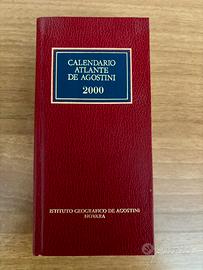 CALENDARIO
ATLANTE
DE AGOSTINI
2000
ISTITUTO GEOGRAFICO DE AGOSTINI
NOVARA